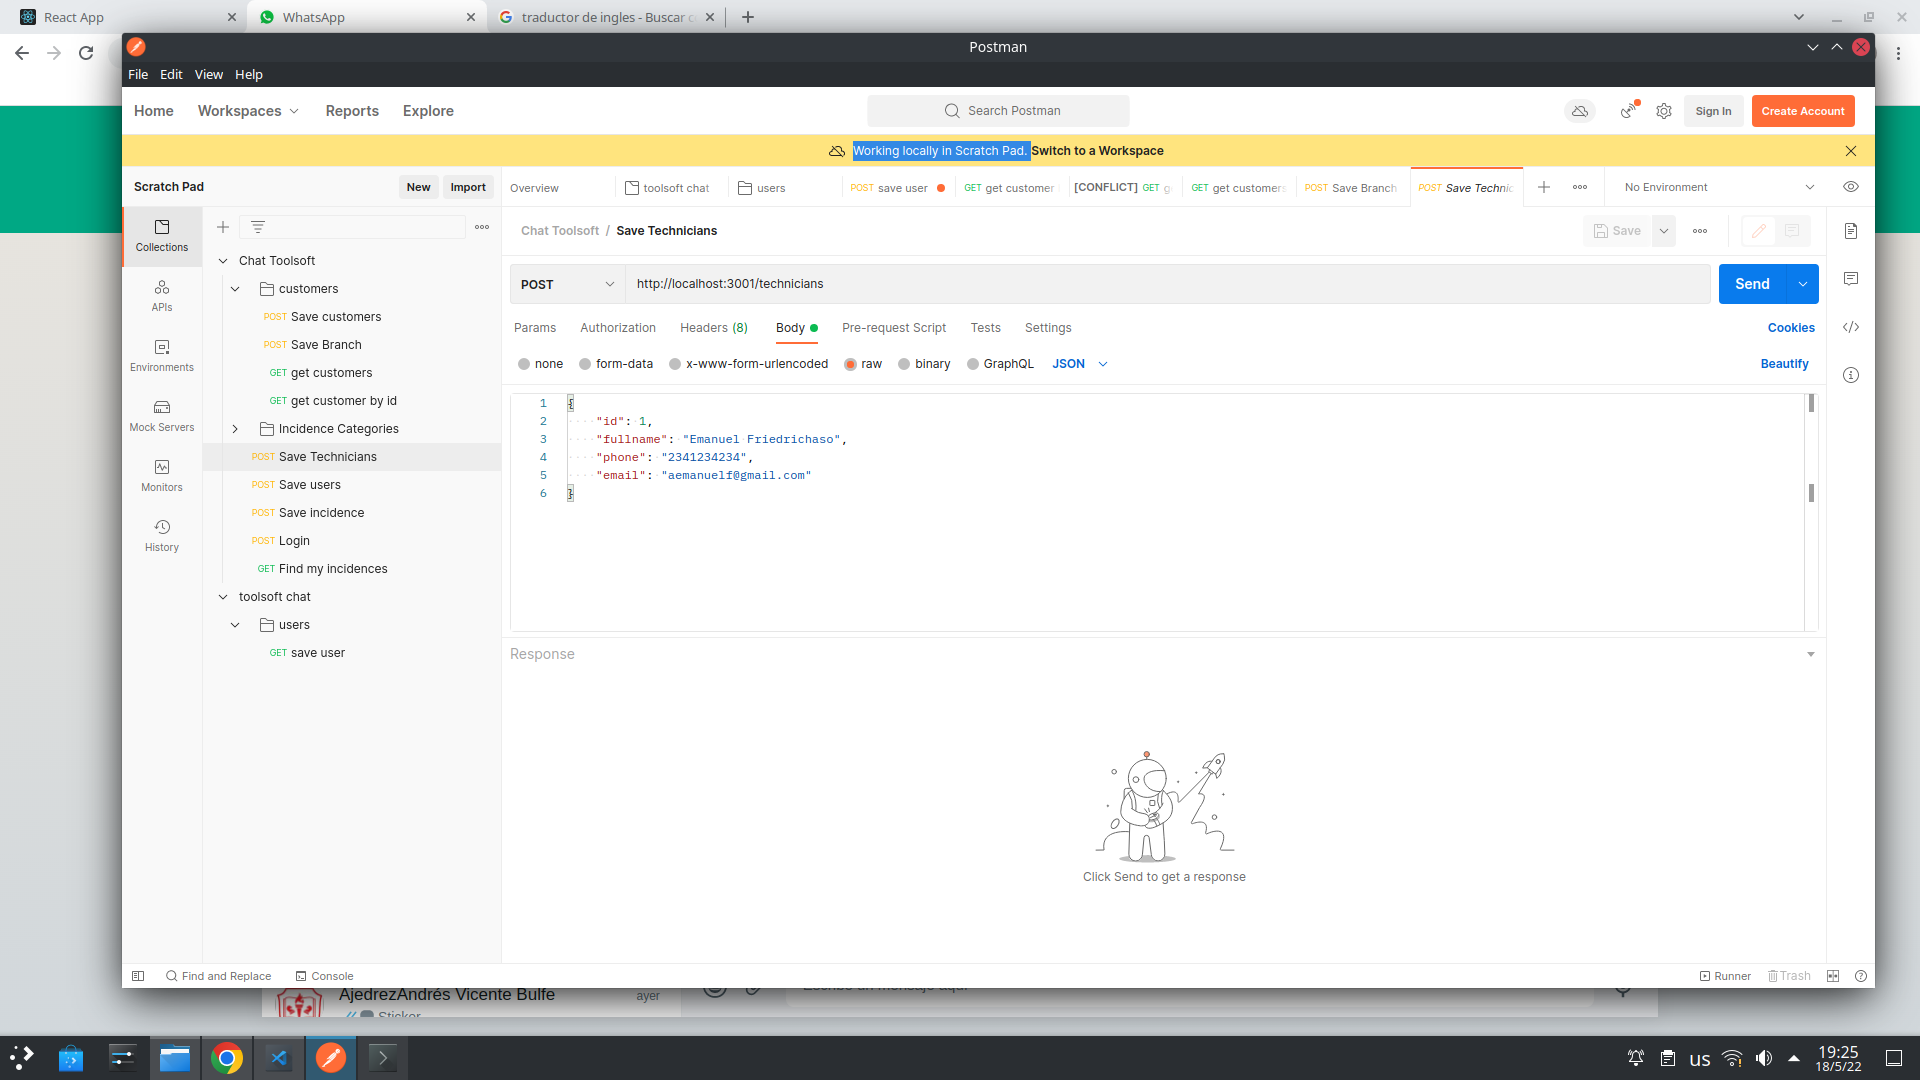 React App
WhatsApp
traductor de ingles - Buscar c
Postman
File Edit View Help
Home Workspaces Reports Explore
Search Postman
Sign In
Create Account
Working locally in Scratch Pad. Switch to a Workspace
Scratch Pad
New
Import
Overview
toolsoft chat
users
POST save user
GET get customer
[CONFLICT] GET g
GET get customers
POST Save Branch
POST Save Technic
No Environment
Collections
APIs
Environments
Mock Servers
Monitors
History
Chat Toolsoft
customers
POST Save customers
POST Save Branch
GET get customers
GET get customer by id
Incidence Categories
POST Save Technicians
POST Save users
POST Save incidence
POST Login
GET Find my incidences
toolsoft chat
users
GET save user
Chat Toolsoft / Save Technicians
Save
POST
http://localhost:3001/technicians
Send
Params Authorization Headers (8) Body Pre-request Script Tests Settings
Cookies
none form-data x-www-form-urlencoded raw binary GraphQL JSON
Beautify
1 {
2 "id": 1,
3 "fullname": "Emanuel Friedrichaso",
4 "phone": "2341234234",
5 "email": "aemanuelf@gmail.com"
6 }
Response
Click Send to get a response
Find and Replace
Console
Runner
Trash
AjedrezAndrés Vicente Bulfe
ayer
Sticker
Escribe un mensaje aquí
us
19:25
18/5/22